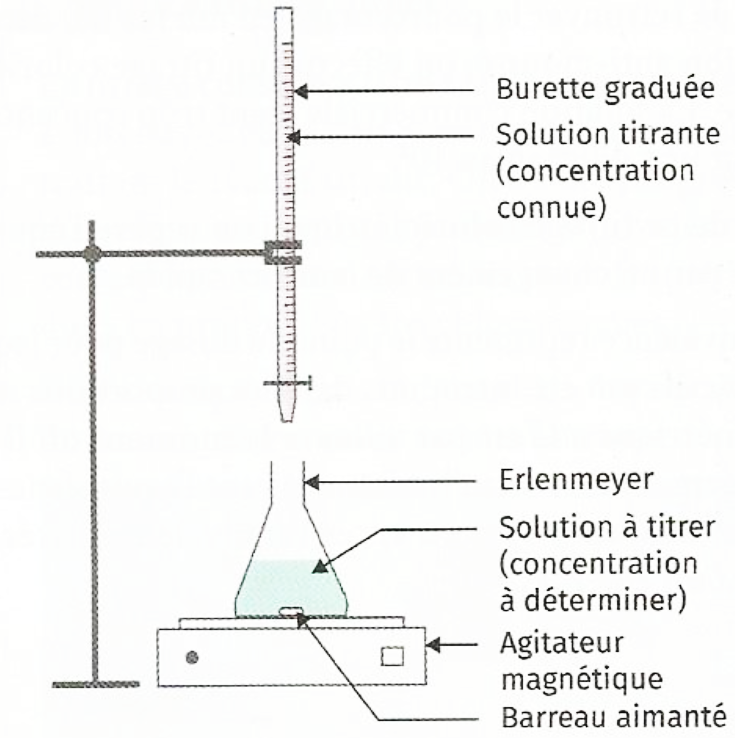 Burette graduée
Solution titrante
(concentration
connue)
Erlenmeyer
Solution à titrer
(concentration
à déterminer)
Agitateur
magnétique
Barreau aimanté